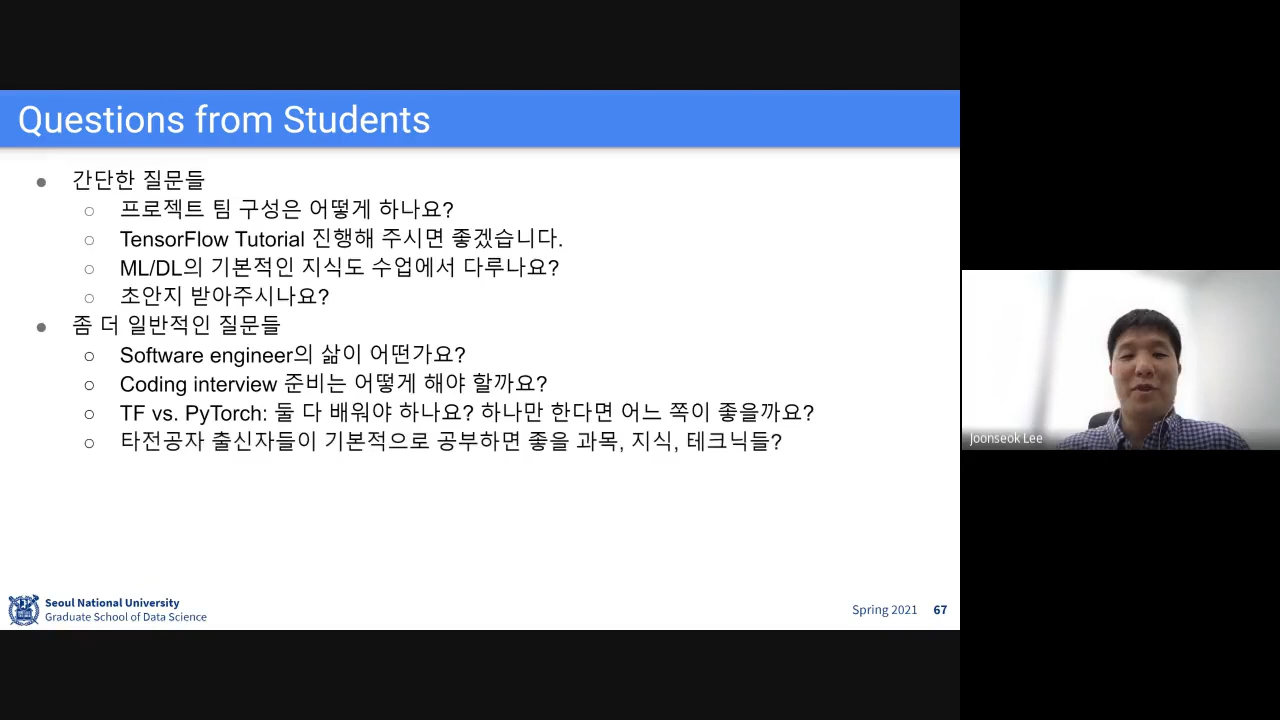 Questions from Students
● 간단한 질문들
○ 프로젝트 팀 구성은 어떻게 하나요?
○ TensorFlow Tutorial 진행해 주시면 좋겠습니다.
○ ML/DL의 기본적인 지식도 수업에서 다루나요?
○ 초안지 받아주시나요?
● 좀 더 일반적인 질문들
○ Software engineer의 삶이 어떤가요?
○ Coding interview 준비는 어떻게 해야 할까요?
○ TF vs. PyTorch: 둘 다 배워야 하나요? 하나만 한다면 어느 쪽이 좋을까요?
○ 타전공자 출신자들이 기본적으로 공부하면 좋을 과목, 지식, 테크닉들?
Joonseok Lee
Seoul National University
Graduate School of Data Science
Spring 2021 67